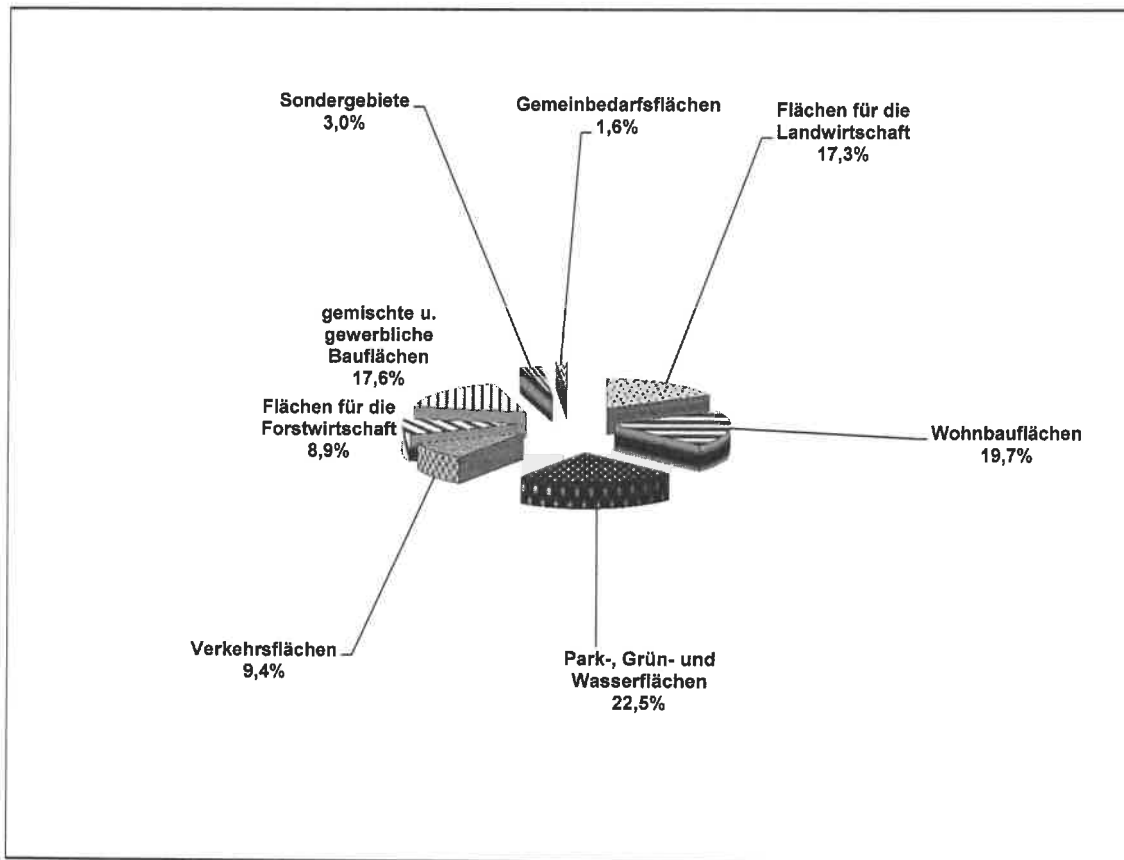 Sondergebiete
3,0%
Gemeinbedarfsflächen
1,6%
Flächen für die
Landwirtschaft
17,3%
gemischte u.
gewerbliche
Bauflächen
17,6%
Flächen für die
Forstwirtschaft
8,9%
Wohnbauflächen
19,7%
Verkehrsflächen
9,4%
Park-, Grün- und
Wasserflächen
22,5%